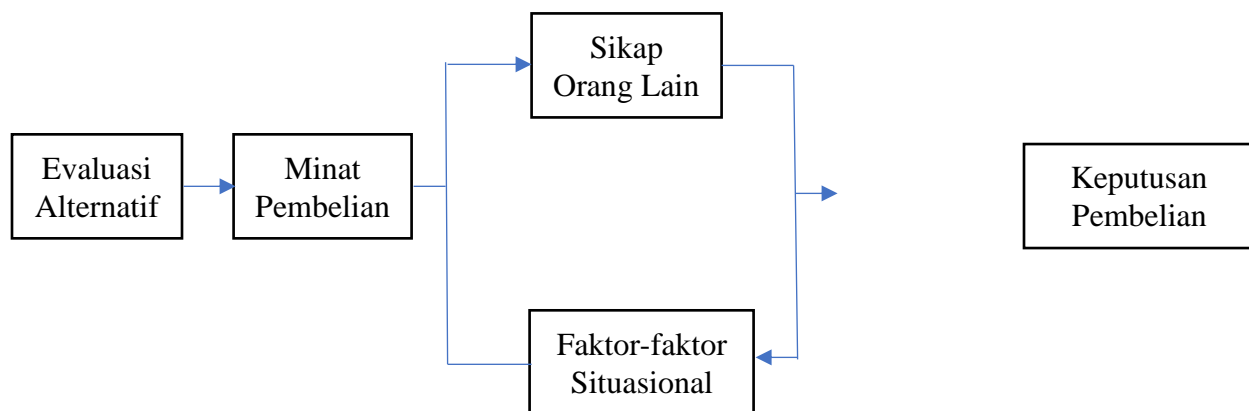 Evaluasi
Alternatif
Minat
Pembelian
Sikap
Orang Lain
Faktor-faktor
Situasional
Keputusan
Pembelian